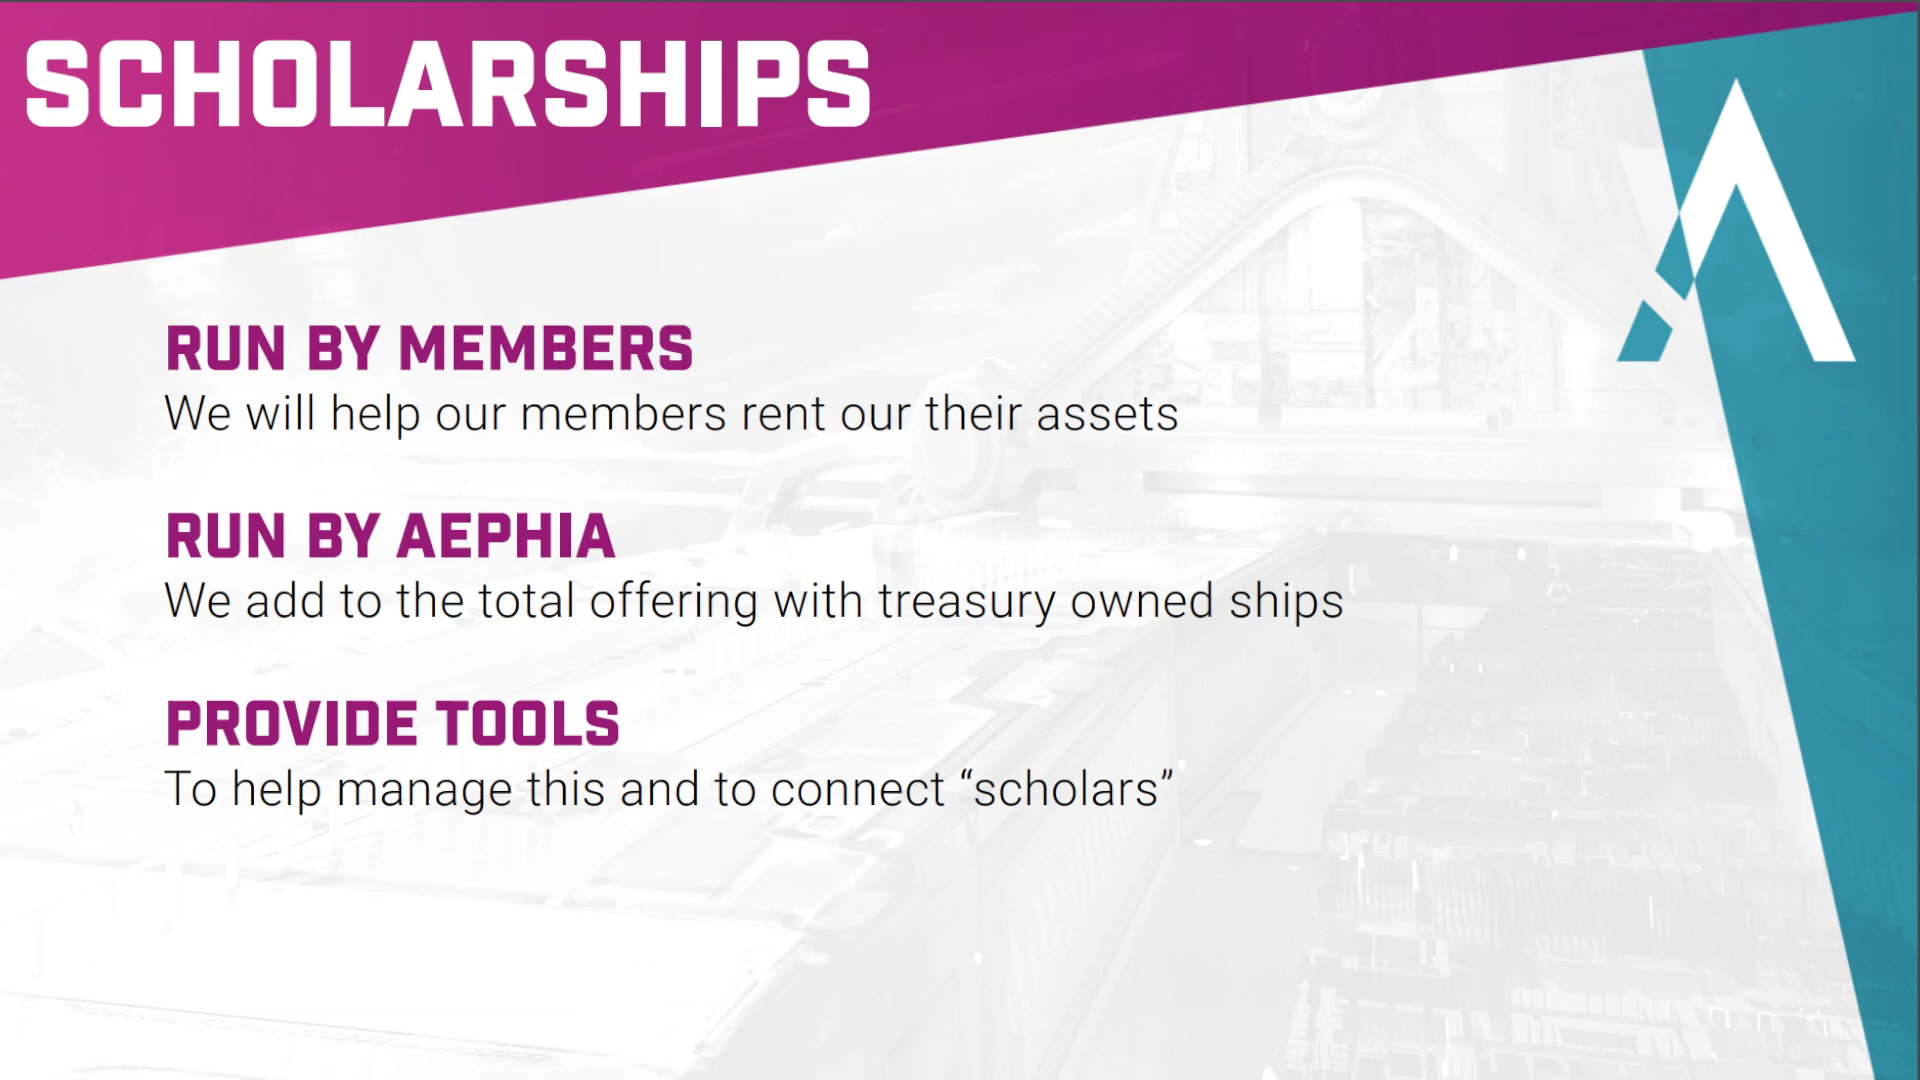 SCHOLARSHIPS
RUN BY MEMBERS
We will help our members rent our their assets
RUN BY AEPHIA
We add to the total offering with treasury owned ships
PROVIDE TOOLS
To help manage this and to connect “scholars”